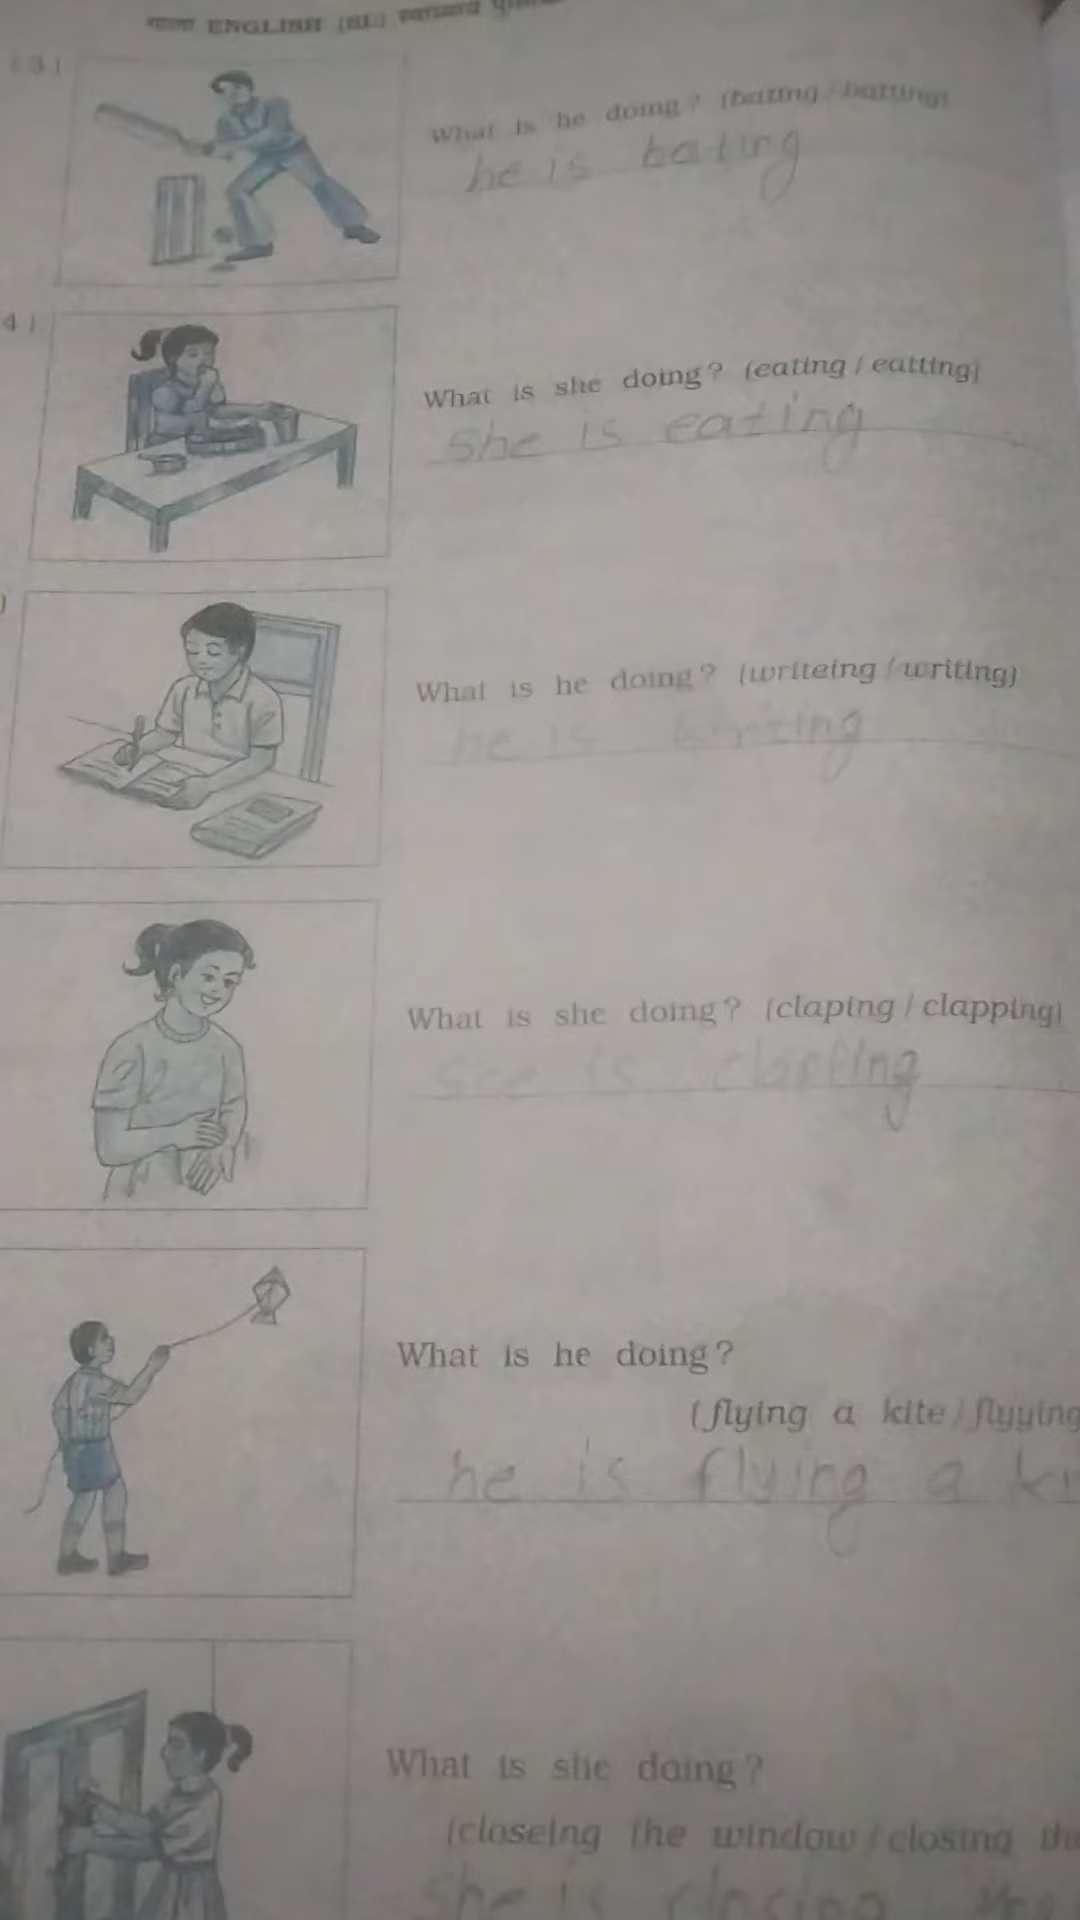 ENGLISH (SL)
(3)
What is he doing? (bating / batting)
he is bating
4)
What is she doing? (eating / eatting)
she is eating
)
What is he doing? (writeing / writing)
he is writing
What is she doing? (claping / clapping)
is clapping
What is he doing?
(flying a kite / flyying
he is flying a
What is she doing?
(closeing the window / closing
She is closing